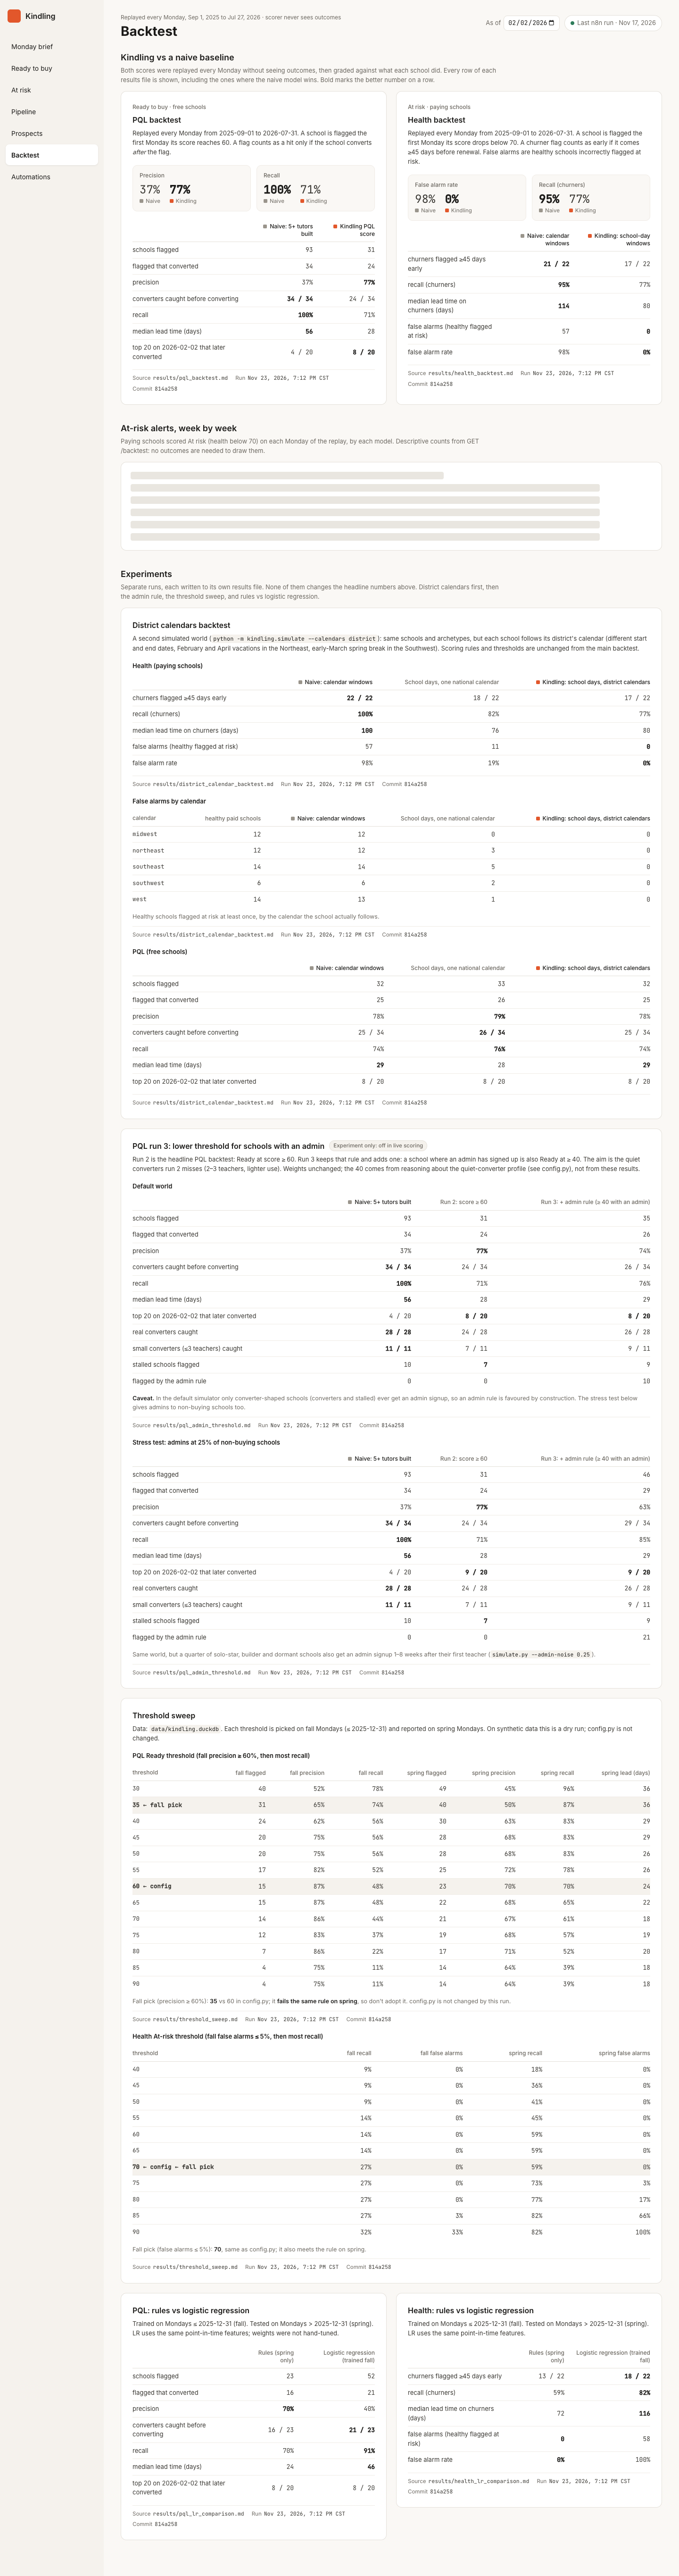 Kindling
Monday brief
Ready to buy
At risk
Pipeline
Prospects
Backtest
Automations
Replayed every Monday, Sep 1, 2025 to Jul 27, 2026 · scorer never sees outcomes
Backtest
As of 02/02/2026
Last n8n run · Nov 17, 2026
Kindling vs a naive baseline
Both scores were replayed every Monday without seeing outcomes, then graded against what each school did. Every row of each
results file is shown, including the ones where the naive model wins. Bold marks the better number on a row.
Ready to buy · free schools
PQL backtest
Replayed every Monday from 2025-09-01 to 2026-07-31. A school is flagged the
first Monday its score reaches 60. A flag counts as a hit only if the school converts
after the flag.
Precision
37% 77%
Naive Kindling
Recall
100% 71%
Naive Kindling
Naive: 5+ tutors built Kindling PQL score
schools flagged 93 31
flagged that converted 34 24
precision 37% 77%
converters caught before converting 34 / 34 24 / 34
recall 100% 71%
median lead time (days) 56 28
top 20 on 2026-02-02 that later converted 4 / 20 8 / 20
Source results/pql_backtest.md Run Nov 23, 2026, 7:12 PM CST
Commit 814a258
At risk · paying schools
Health backtest
Replayed every Monday from 2025-09-01 to 2026-07-31. A school is flagged the
first Monday its score drops below 70. A churner flag counts as early if it comes
≥45 days before renewal. False alarms are healthy schools incorrectly flagged at
risk.
False alarm rate
98% 0%
Naive Kindling
Recall (churners)
95% 77%
Naive Kindling
Naive: calendar windows Kindling: school-day windows
churners flagged ≥45 days early 21 / 22 17 / 22
recall (churners) 95% 77%
median lead time on churners (days) 114 80
false alarms (healthy flagged at risk) 57 0
false alarm rate 98% 0%
Source results/health_backtest.md Run Nov 23, 2026, 7:12 PM CST
Commit 814a258
At-risk alerts, week by week
Paying schools scored At risk (health below 70) on each Monday of the replay, by each model. Descriptive counts from GET
/backtest: no outcomes are needed to draw them.
Experiments
Separate runs, each written to its own results file. None of them changes the headline numbers above. District calendars first, then
the admin rule, the threshold sweep, and rules vs logistic regression.
District calendars backtest
A second simulated world ( python -m kindling.simulate --calendars district ): same schools and archetypes, but each school follows its district's calendar (different start
and end dates, February and April vacations in the Northeast, early-March spring break in the Southwest). Scoring rules and thresholds are unchanged from the main backtest.
Health (paying schools)
Naive: calendar windows School days, one national calendar Kindling: school days, district calendars
churners flagged ≥45 days early 22 / 22 18 / 22 17 / 22
recall (churners) 100% 82% 77%
median lead time on churners (days) 100 76 80
false alarms (healthy flagged at risk) 57 11 0
false alarm rate 98% 19% 0%
Source results/district_calendar_backtest.md Run Nov 23, 2026, 7:12 PM CST Commit 814a258
False alarms by calendar
calendar healthy paid schools Naive: calendar windows School days, one national calendar Kindling: school days, district calendars
midwest 12 12 0 0
northeast 12 12 3 0
southeast 14 14 5 0
southwest 6 6 2 0
west 14 13 1 0
Healthy schools flagged at risk at least once, by the calendar the school actually follows.
Source results/district_calendar_backtest.md Run Nov 23, 2026, 7:12 PM CST Commit 814a258
PQL (free schools)
Naive: calendar windows School days, one national calendar Kindling: school days, district calendars
schools flagged 32 33 32
flagged that converted 25 26 25
precision 78% 79% 78%
converters caught before converting 25 / 34 26 / 34 25 / 34
recall 74% 76% 74%
median lead time (days) 29 28 29
top 20 on 2026-02-02 that later converted 8 / 20 8 / 20 8 / 20
Source results/district_calendar_backtest.md Run Nov 23, 2026, 7:12 PM CST Commit 814a258
PQL run 3: lower threshold for schools with an admin Experiment only: off in live scoring
Run 2 is the headline PQL backtest: Ready at score ≥ 60. Run 3 keeps that rule and adds one: a school where an admin has signed up is also Ready at ≥ 40. The aim is the quiet
converters run 2 misses (2–3 teachers, lighter use). Weights unchanged; the 40 comes from reasoning about the quiet-converter profile (see config.py), not from these results.
Default world
Naive: 5+ tutors built Run 2: score ≥ 60 Run 3: + admin rule (≥ 40 with an admin)
schools flagged 93 31 35
flagged that converted 34 24 26
precision 37% 77% 74%
converters caught before converting 34 / 34 24 / 34 26 / 34
recall 100% 71% 76%
median lead time (days) 56 28 29
top 20 on 2026-02-02 that later converted 4 / 20 8 / 20 8 / 20
real converters caught 28 / 28 24 / 28 26 / 28
small converters (≤3 teachers) caught 11 / 11 7 / 11 9 / 11
stalled schools flagged 10 7 9
flagged by the admin rule 0 0 10
Caveat. In the default simulator only converter-shaped schools (converters and stalled) ever get an admin signup, so an admin rule is favoured by construction. The stress test below
gives admins to non-buying schools too.
Source results/pql_admin_threshold.md Run Nov 23, 2026, 7:12 PM CST Commit 814a258
Stress test: admins at 25% of non-buying schools
Naive: 5+ tutors built Run 2: score ≥ 60 Run 3: + admin rule (≥ 40 with an admin)
schools flagged 93 31 46
flagged that converted 34 24 29
precision 37% 77% 63%
converters caught before converting 34 / 34 24 / 34 29 / 34
recall 100% 71% 85%
median lead time (days) 56 28 29
top 20 on 2026-02-02 that later converted 4 / 20 9 / 20 9 / 20
real converters caught 28 / 28 24 / 28 26 / 28
small converters (≤3 teachers) caught 11 / 11 7 / 11 9 / 11
stalled schools flagged 10 7 9
flagged by the admin rule 0 0 21
Same world, but a quarter of solo-star, builder and dormant schools also get an admin signup 1–8 weeks after their first teacher ( simulate.py --admin-noise 0.25 ).
Source results/pql_admin_threshold.md Run Nov 23, 2026, 7:12 PM CST Commit 814a258
Threshold sweep
Data: data/kindling.duckdb . Each threshold is picked on fall Mondays (≤ 2025-12-31) and reported on spring Mondays. On synthetic data this is a dry run; config.py is not
changed.
PQL Ready threshold (fall precision ≥ 60%, then most recall)
threshold fall flagged fall precision fall recall spring flagged spring precision spring recall spring lead (days)
30 40 52% 78% 49 45% 96% 36
35 ← fall pick 31 65% 74% 40 50% 87% 36
40 24 62% 56% 30 63% 83% 29
45 20 75% 56% 28 68% 83% 29
50 20 75% 56% 28 68% 83% 26
55 17 82% 52% 25 72% 78% 26
60 ← config 15 87% 48% 23 70% 70% 24
65 15 87% 48% 22 68% 65% 22
70 14 86% 44% 21 67% 61% 18
75 12 83% 37% 19 68% 57% 19
80 7 86% 22% 17 71% 52% 20
85 4 75% 11% 14 64% 39% 18
90 4 75% 11% 14 64% 39% 18
Fall pick (precision ≥ 60%): 35 vs 60 in config.py; it fails the same rule on spring, so don't adopt it. config.py is not changed by this run.
Source results/threshold_sweep.md Run Nov 23, 2026, 7:12 PM CST Commit 814a258
Health At-risk threshold (fall false alarms ≤ 5%, then most recall)
threshold fall recall fall false alarms spring recall spring false alarms
40 9% 0% 18% 0%
45 9% 0% 36% 0%
50 9% 0% 41% 0%
55 14% 0% 45% 0%
60 14% 0% 59% 0%
65 14% 0% 59% 0%
70 ← config ← fall pick 27% 0% 59% 0%
75 27% 0% 73% 3%
80 27% 0% 77% 17%
85 27% 3% 82% 66%
90 32% 33% 82% 100%
Fall pick (false alarms ≤ 5%): 70, same as config.py; it also meets the rule on spring.
Source results/threshold_sweep.md Run Nov 23, 2026, 7:12 PM CST Commit 814a258
PQL: rules vs logistic regression
Trained on Mondays ≤ 2025-12-31 (fall). Tested on Mondays > 2025-12-31 (spring).
LR uses the same point-in-time features; weights were not hand-tuned.
Rules (spring only) Logistic regression (trained fall)
schools flagged 23 52
flagged that converted 16 21
precision 70% 40%
converters caught before converting 16 / 23 21 / 23
recall 70% 91%
median lead time (days) 24 46
top 20 on 2026-02-02 that later converted 8 / 20 8 / 20
Source results/pql_lr_comparison.md Run Nov 23, 2026, 7:12 PM CST
Commit 814a258
Health: rules vs logistic regression
Trained on Mondays ≤ 2025-12-31 (fall). Tested on Mondays > 2025-12-31 (spring).
LR uses the same point-in-time features.
Rules (spring only) Logistic regression (trained fall)
churners flagged ≥45 days early 13 / 22 18 / 22
recall (churners) 59% 82%
median lead time on churners (days) 72 116
false alarms (healthy flagged at risk) 0 58
false alarm rate 0% 100%
Source results/health_lr_comparison.md Run Nov 23, 2026, 7:12 PM CST
Commit 814a258